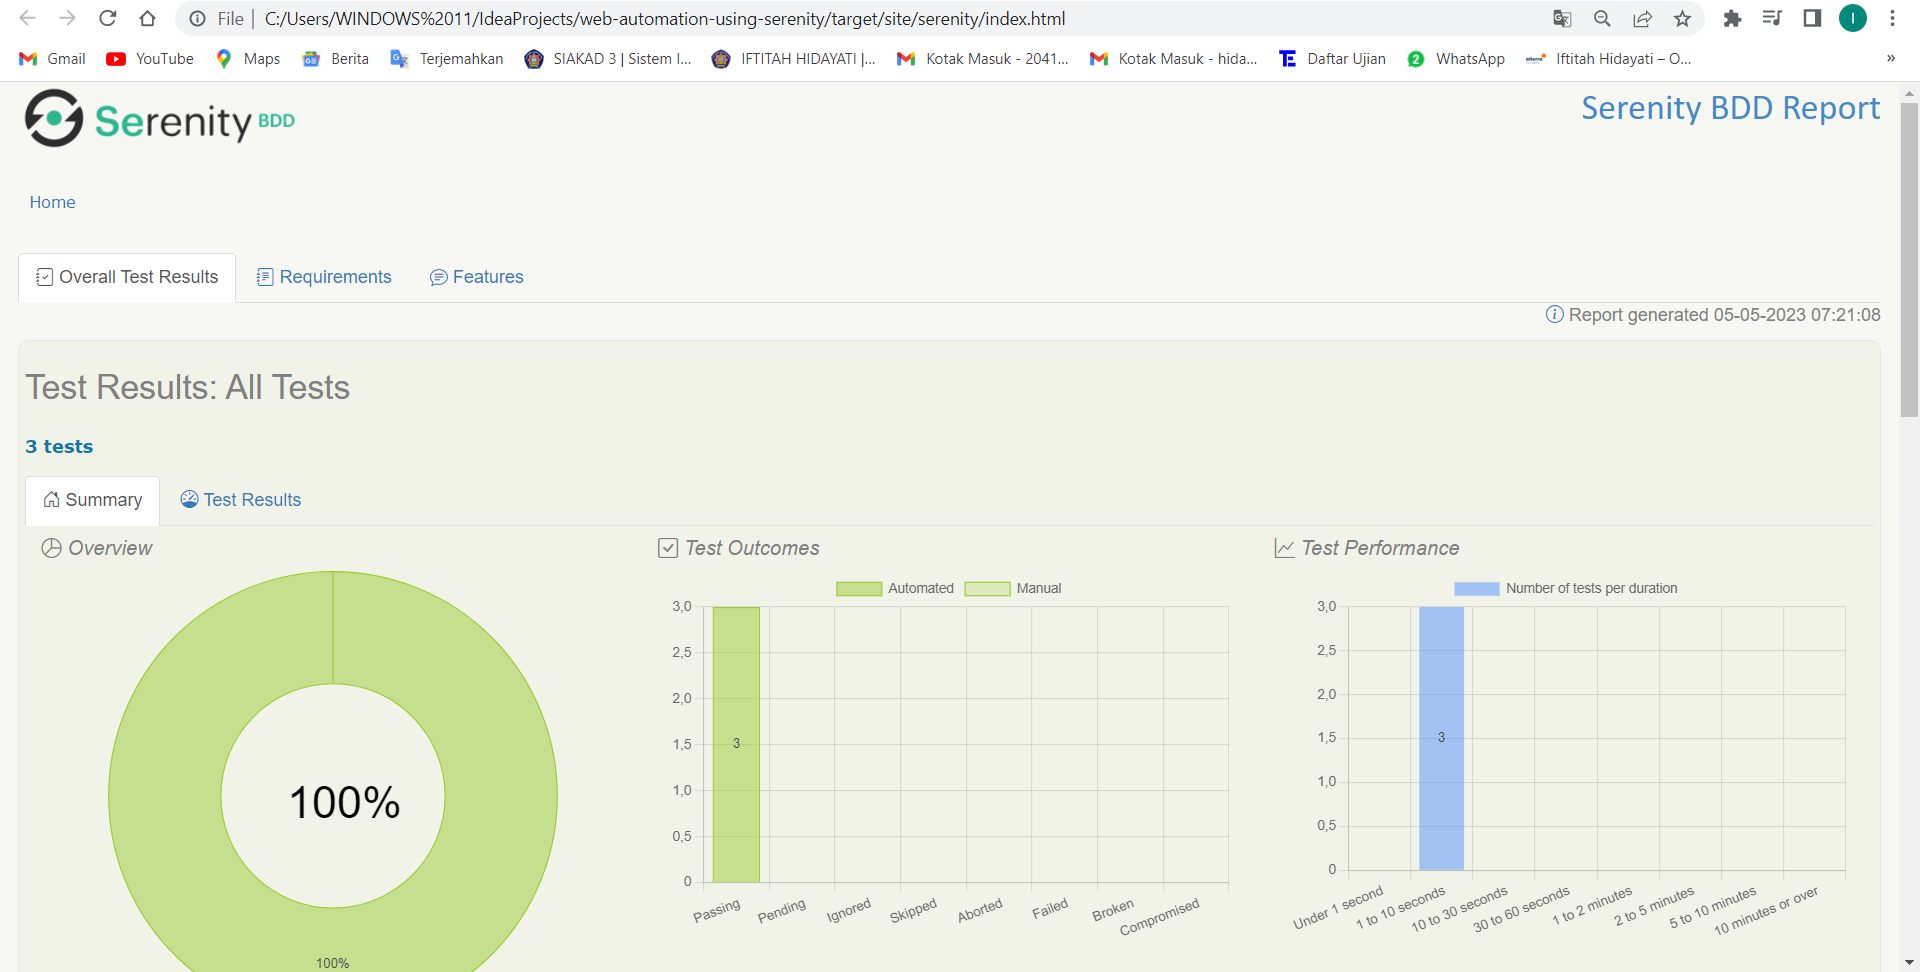 File | C:/Users/WINDOWS%2011/IdeaProjects/web-automation-using-serenity/target/site/serenity/index.html
I
Gmail YouTube Maps Berita Terjemahkan SIAKAD 3 | Sistem I... IFTITAH HIDAYATI |... Kotak Masuk - 2041... Kotak Masuk - hida... TE Daftar Ujian 2 WhatsApp Iftitah Hidayati – O... »
Serenity BDD
Serenity BDD Report
Home
Overall Test Results Requirements Features
Report generated 05-05-2023 07:21:08
Test Results: All Tests
3 tests
Summary Test Results
Overview
100%
100%
Test Outcomes
Automated Manual
3,0
2,5
2,0
1,5
1,0
0,5
0
3
Passing Pending Ignored Skipped Aborted Failed Broken Compromised
Test Performance
Number of tests per duration
3,0
2,5
2,0
1,5
1,0
0,5
0
3
Under 1 second 1 to 10 seconds 10 to 30 seconds 30 to 60 seconds 1 to 2 minutes 2 to 5 minutes 5 to 10 minutes 10 minutes or over